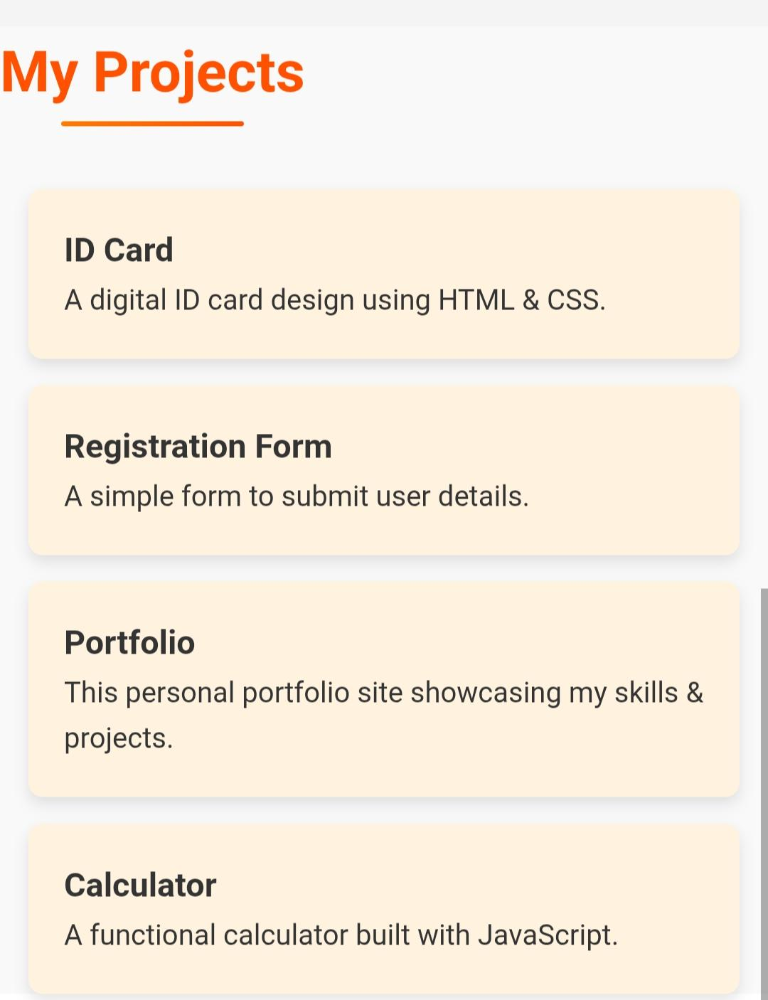 My Projects
ID Card
A digital ID card design using HTML & CSS.
Registration Form
A simple form to submit user details.
Portfolio
This personal portfolio site showcasing my skills &
projects.
Calculator
A functional calculator built with JavaScript.